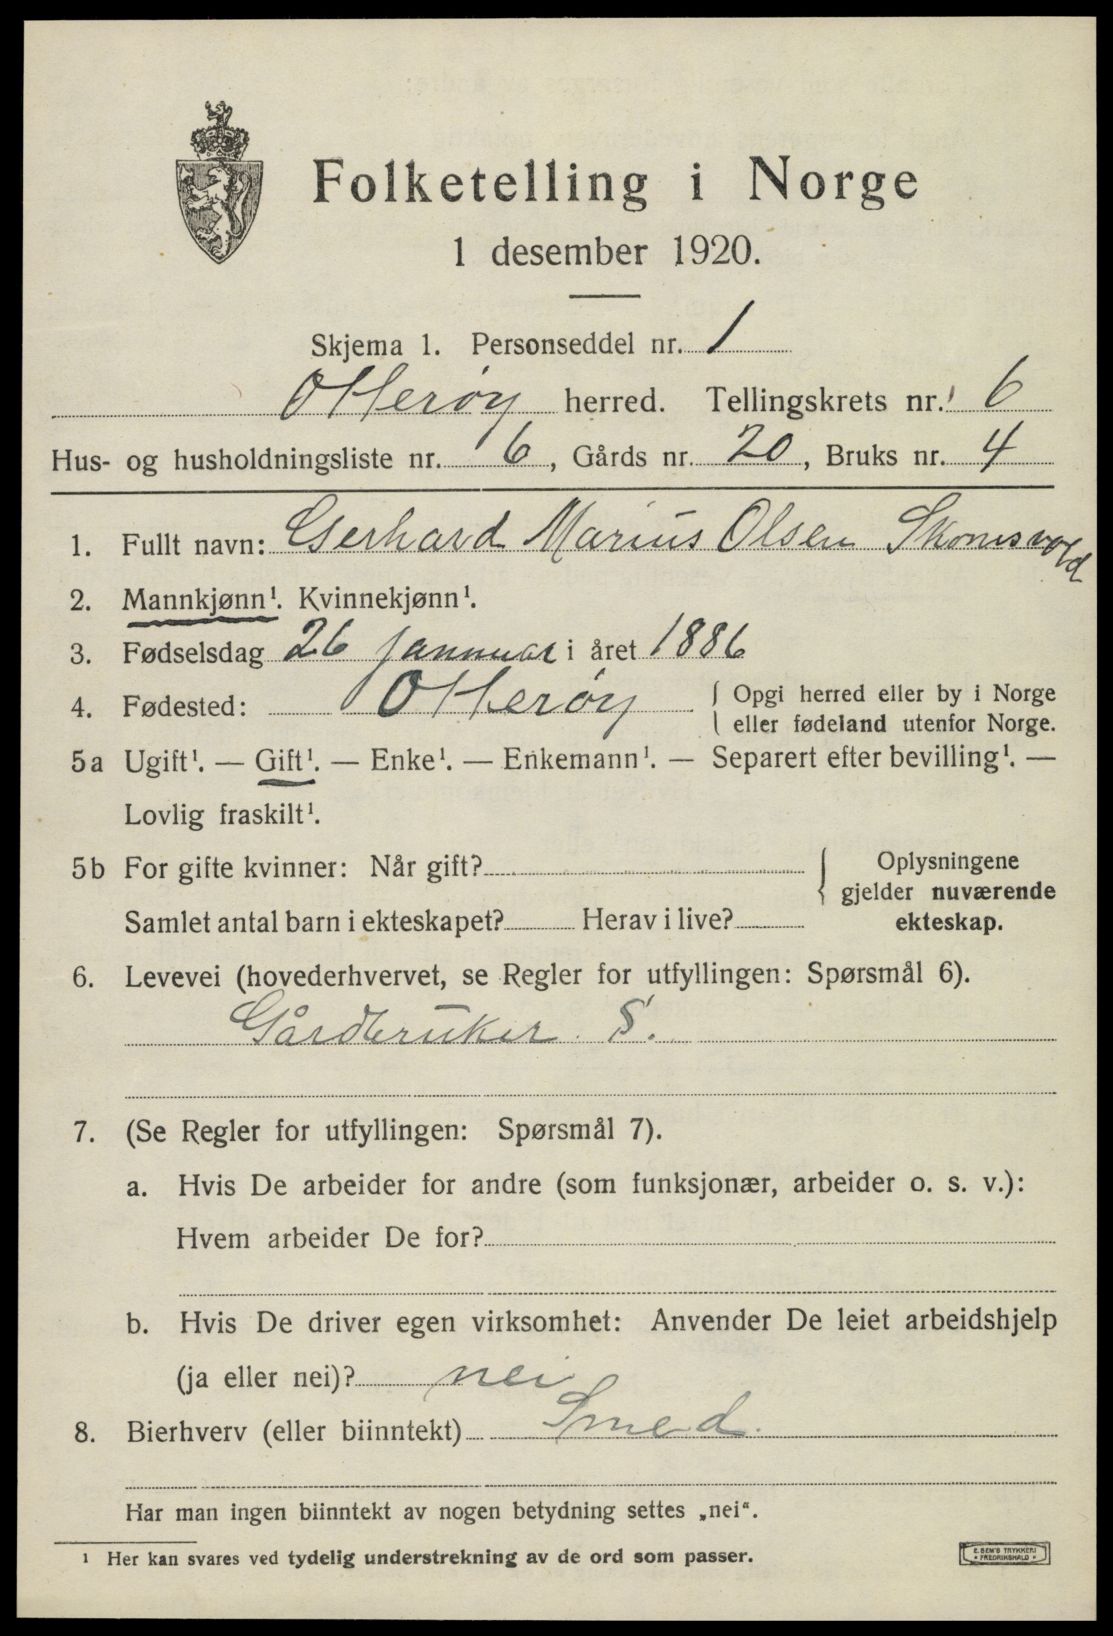 Folketelling i Norge
1 desember 1920.
Skjema 1. Personseddel nr. 1
Otterøy herred. Tellingskrets nr. 6
Hus- og husholdningsliste nr. 6, Gårds nr. 20, Bruks nr. 4
1. Fullt navn: Gerhard Marius Olsen Skomsvold
2. Mannkjønn¹. Kvinnekjønn¹.
3. Fødselsdag 26 januar i året 1886
4. Fødested: Otterøy { Opgi herred eller by i Norge
eller fødeland utenfor Norge.
5a Ugift¹. — Gift¹. — Enke¹. — Enkemann¹. — Separert efter bevilling¹. —
Lovlig fraskilt¹.
5b For gifte kvinner: Når gift? { Oplysningene
gjelder nuværende
Samlet antal barn i ekteskapet? Herav i live? ekteskap.
6. Levevei (hovederhvervet, se Regler for utfyllingen: Spørsmål 6).
Gårdbruker S.
7. (Se Regler for utfyllingen: Spørsmål 7).
a. Hvis De arbeider for andre (som funksjonær, arbeider o. s. v.):
Hvem arbeider De for?
b. Hvis De driver egen virksomhet: Anvender De leiet arbeidshjelp
(ja eller nei)? nei
8. Bierhverv (eller biinntekt) Smed.
Har man ingen biinntekt av nogen betydning settes „nei“.
¹ Her kan svares ved tydelig understrekning av de ord som passer.
E. SEM'S TRYKKERI
FREDRIKSHALD